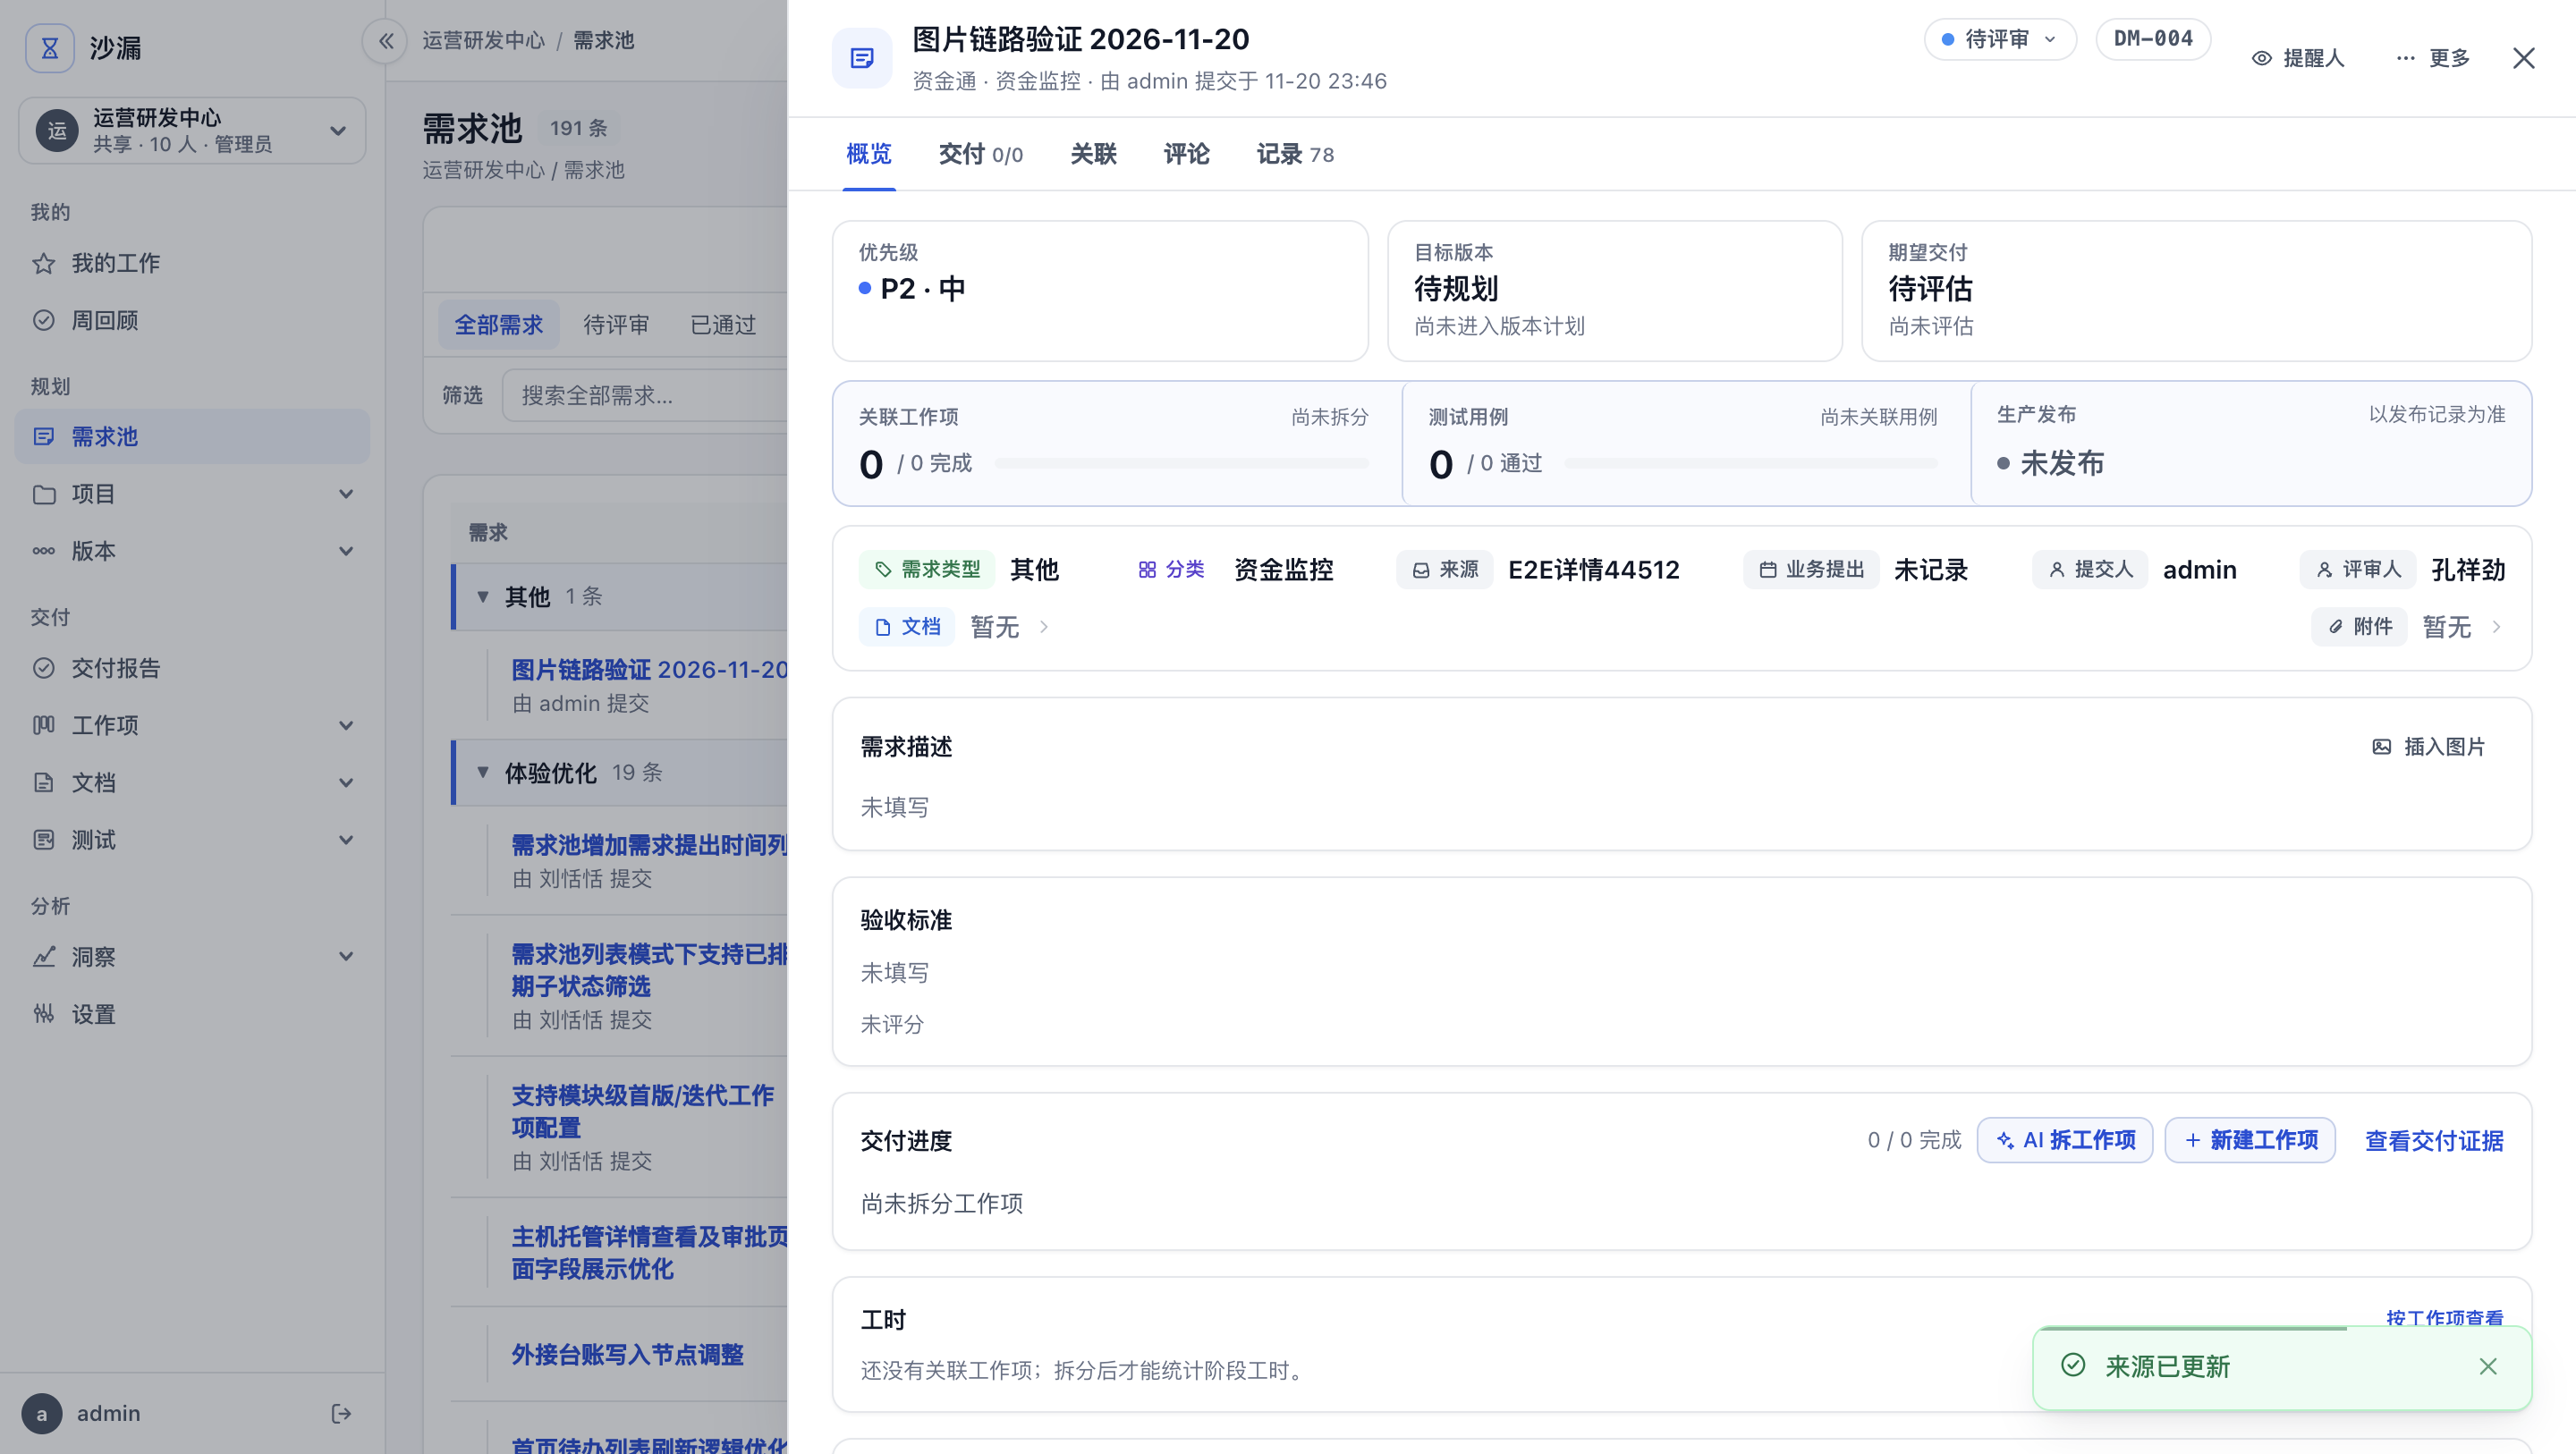 沙漏
运
运营研发中心
共享 · 10 人 · 管理员
我的
我的工作
周回顾
规划
需求池
项目
版本
交付
交付报告
工作项
文档
测试
分析
洞察
设置
a
admin
运营研发中心 / 需求池
需求池 191 条
运营研发中心 / 需求池
全部需求 待评审 已通过
筛选 搜索全部需求...
需求
其他 1 条
图片链路验证 2026-11-20
由 admin 提交
体验优化 19 条
需求池增加需求提出时间列
由 刘恬恬 提交
需求池列表模式下支持已排
期子状态筛选
由 刘恬恬 提交
支持模块级首版/迭代工作
项配置
由 刘恬恬 提交
主机托管详情查看及审批页
面字段展示优化
外接台账写入节点调整
首页待办列表刷新逻辑优化
图片链路验证 2026-11-20
资金通 · 资金监控 · 由 admin 提交于 11-20 23:46
待评审 DM-004 提醒人 更多
概览 交付 0/0 关联 评论 记录 78
优先级
P2 · 中
目标版本
待规划
尚未进入版本计划
期望交付
待评估
尚未评估
关联工作项 尚未拆分
0 / 0 完成
测试用例 尚未关联用例
0 / 0 通过
生产发布 以发布记录为准
未发布
需求类型 其他 分类 资金监控 来源 E2E详情44512 业务提出 未记录 提交人 admin 评审人 孔祥劲
文档 暂无 附件 暂无
需求描述 插入图片
未填写
验收标准
未填写
未评分
交付进度 0 / 0 完成 AI 拆工作项 新建工作项 查看交付证据
尚未拆分工作项
工时 按工作项查看
还没有关联工作项；拆分后才能统计阶段工时。
来源已更新